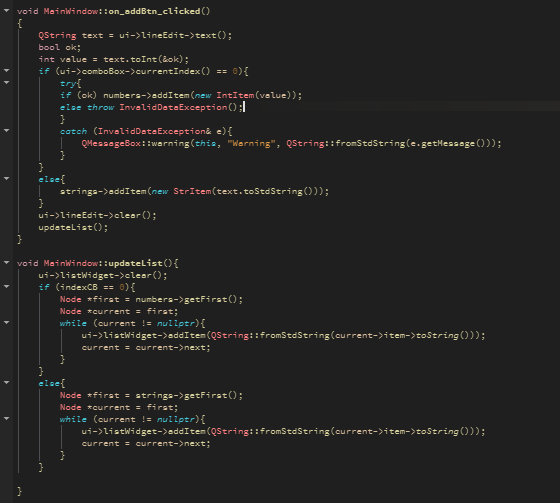 void MainWindow::on_addBtn_clicked()
{
    QString text = ui->lineEdit->text();
    bool ok;
    int value = text.toInt(&ok);
    if (ui->comboBox->currentIndex() == 0){
        try{
        if (ok) numbers->addItem(new IntItem(value));
        else throw InvalidDataException();
        }
        catch (InvalidDataException& e){
            QMessageBox::warning(this, "Warning", QString::fromStdString(e.getMessage()));
        }
    }
    else{
        strings->addItem(new StrItem(text.toStdString()));
    }
    ui->lineEdit->clear();
    updateList();
}

void MainWindow::updateList(){
    ui->listWidget->clear();
    if (indexCB == 0){
        Node *first = numbers->getFirst();
        Node *current = first;
        while (current != nullptr){
            ui->listWidget->addItem(QString::fromStdString(current->item->toString()));
            current = current->next;
        }
    }
    else{
        Node *first = strings->getFirst();
        Node *current = first;
        while (current != nullptr){
            ui->listWidget->addItem(QString::fromStdString(current->item->toString()));
            current = current->next;
        }
    }

}